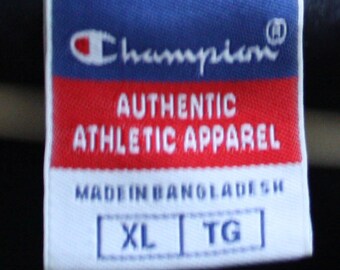 Champion®
AUTHENTIC
ATHLETIC APPAREL
MADE IN BANGLADESH
XL TG